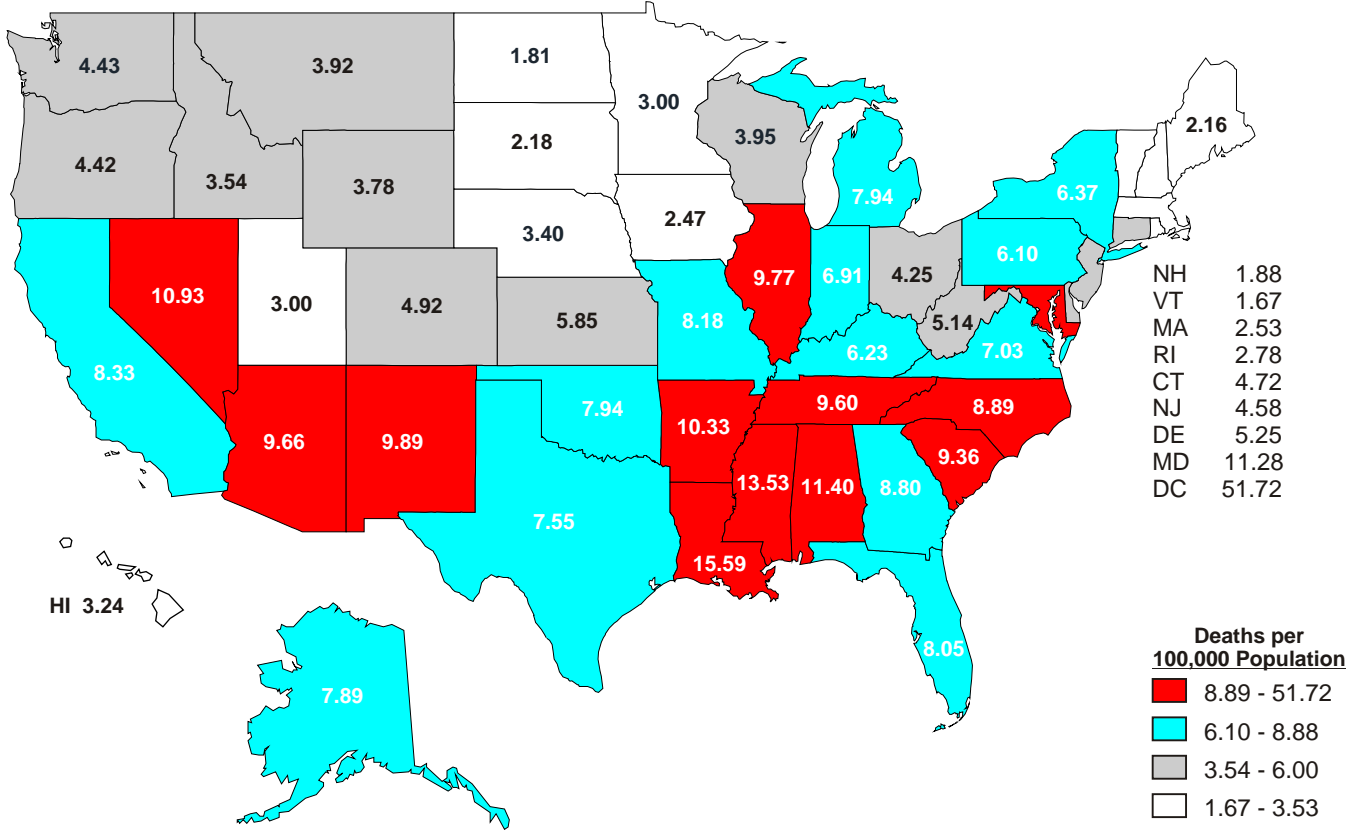 4.43
3.92
1.81
3.00
3.95
2.16
4.42
3.54
3.78
2.18
7.94
6.37
3.40
2.47
10.93
3.00
4.92
5.85
8.18
9.77
6.91
4.25
6.10
5.14
7.03
6.23
8.33
9.66
9.89
7.94
10.33
9.60
8.89
9.36
13.53
11.40
8.80
7.55
15.59
8.05
7.89
HI 3.24
NH 1.88
VT 1.67
MA 2.53
RI 2.78
CT 4.72
NJ 4.58
DE 5.25
MD 11.28
DC 51.72
Deaths per
100,000 Population
8.89 - 51.72
6.10 - 8.88
3.54 - 6.00
1.67 - 3.53